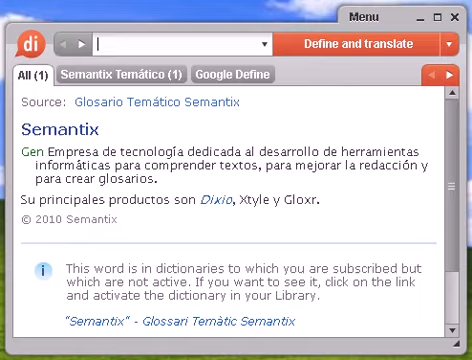 Menu
di
Define and translate
All (1)
Semantix Temático (1)
Google Define
Source: Glosario Temático Semantix
Semantix
Gen Empresa de tecnología dedicada al desarrollo de herramientas
informáticas para comprender textos, para mejorar la redacción y
para crear glosarios.
Su principales productos son Dixio, Xtyle y Gloxr.
© 2010 Semantix
i
This word is in dictionaries to which you are subscribed but
which are not active. If you want to see it, click on the link
and activate the dictionary in your Library.
"Semantix" - Glossari Temàtic Semantix